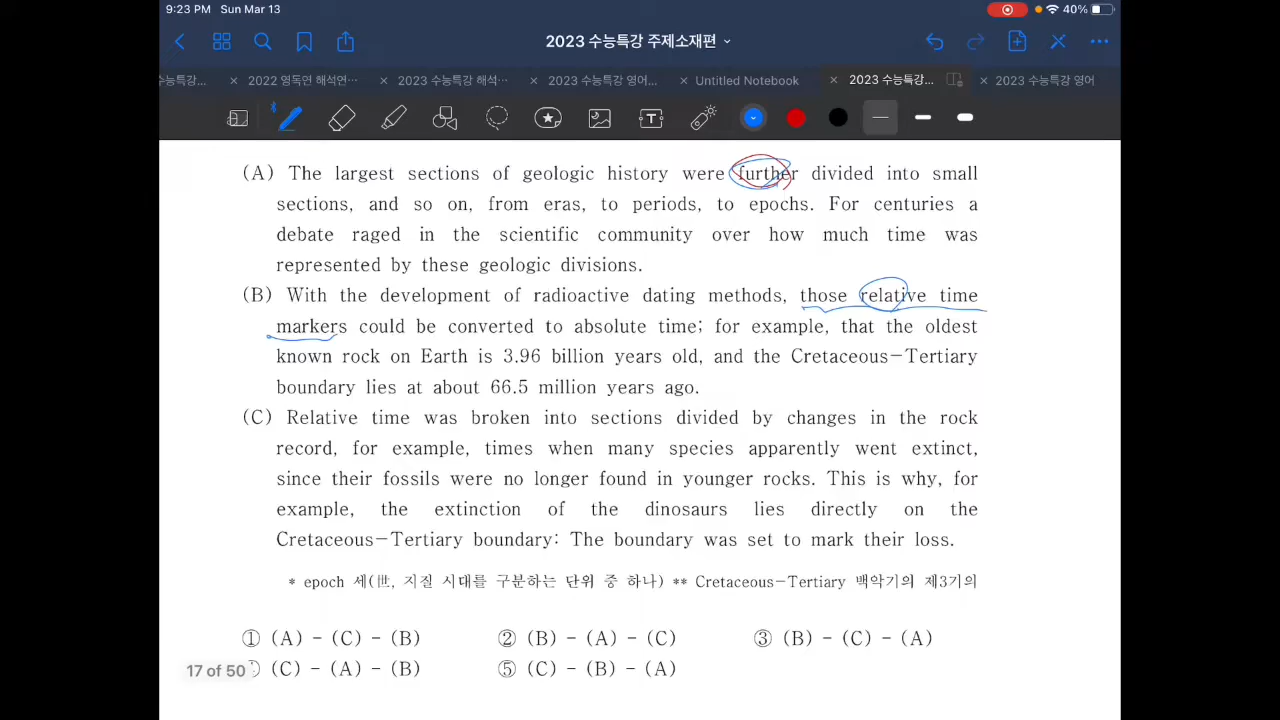 9:23 PM Sun Mar 13
40%
2023 수능특강 주제소재편
수능특강...
2022 영독연 해석연...
2023 수능특강 해석...
2023 수능특강 영어...
Untitled Notebook
2023 수능특강...
2023 수능특강 영어
(A) The largest sections of geologic history were further divided into small
sections, and so on, from eras, to periods, to epochs. For centuries a
debate raged in the scientific community over how much time was
represented by these geologic divisions.
(B) With the development of radioactive dating methods, those relative time
markers could be converted to absolute time; for example, that the oldest
known rock on Earth is 3.96 billion years old, and the Cretaceous-Tertiary
boundary lies at about 66.5 million years ago.
(C) Relative time was broken into sections divided by changes in the rock
record, for example, times when many species apparently went extinct,
since their fossils were no longer found in younger rocks. This is why, for
example, the extinction of the dinosaurs lies directly on the
Cretaceous-Tertiary boundary: The boundary was set to mark their loss.
* epoch 세(世, 지질 시대를 구분하는 단위 중 하나) ** Cretaceous-Tertiary 백악기의 제3기의
① (A) - (C) - (B) ② (B) - (A) - (C) ③ (B) - (C) - (A)
(C) - (A) - (B) ⑤ (C) - (B) - (A)
17 of 50